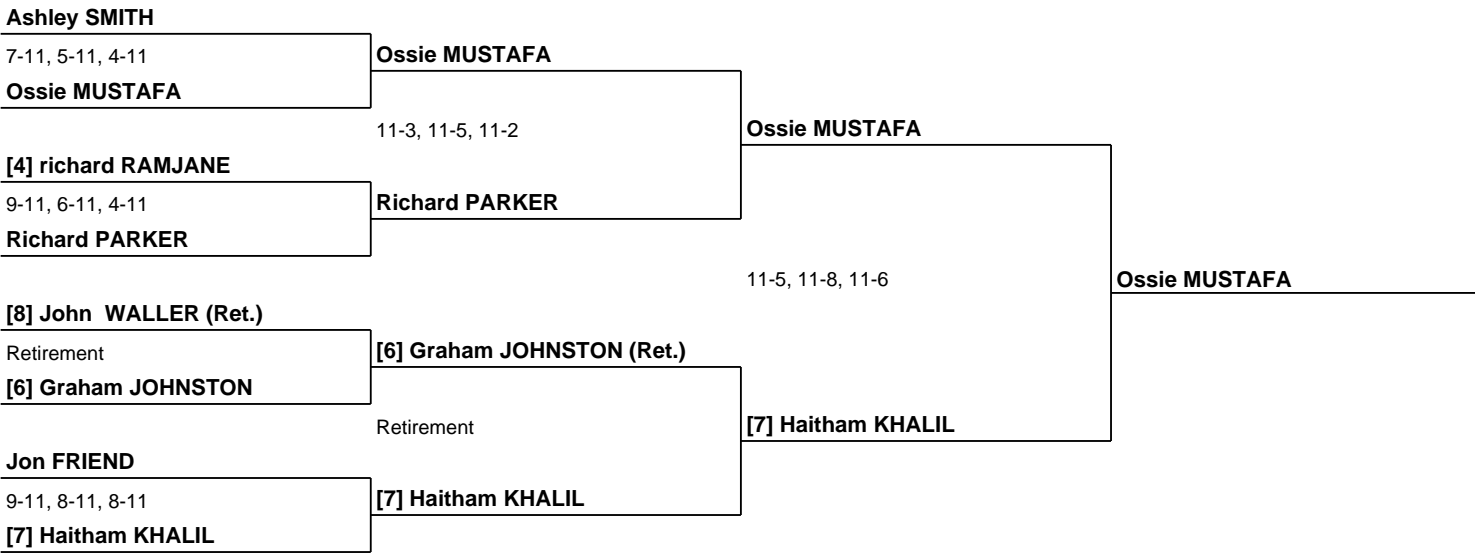 Ashley SMITH
7-11, 5-11, 4-11
Ossie MUSTAFA
Ossie MUSTAFA
11-3, 11-5, 11-2
Ossie MUSTAFA
[4] richard RAMJANE
9-11, 6-11, 4-11
Richard PARKER
Richard PARKER
11-5, 11-8, 11-6
Ossie MUSTAFA
[8] John  WALLER (Ret.)
Retirement
[6] Graham JOHNSTON (Ret.)
[6] Graham JOHNSTON
Retirement
[7] Haitham KHALIL
Jon FRIEND
9-11, 8-11, 8-11
[7] Haitham KHALIL
[7] Haitham KHALIL